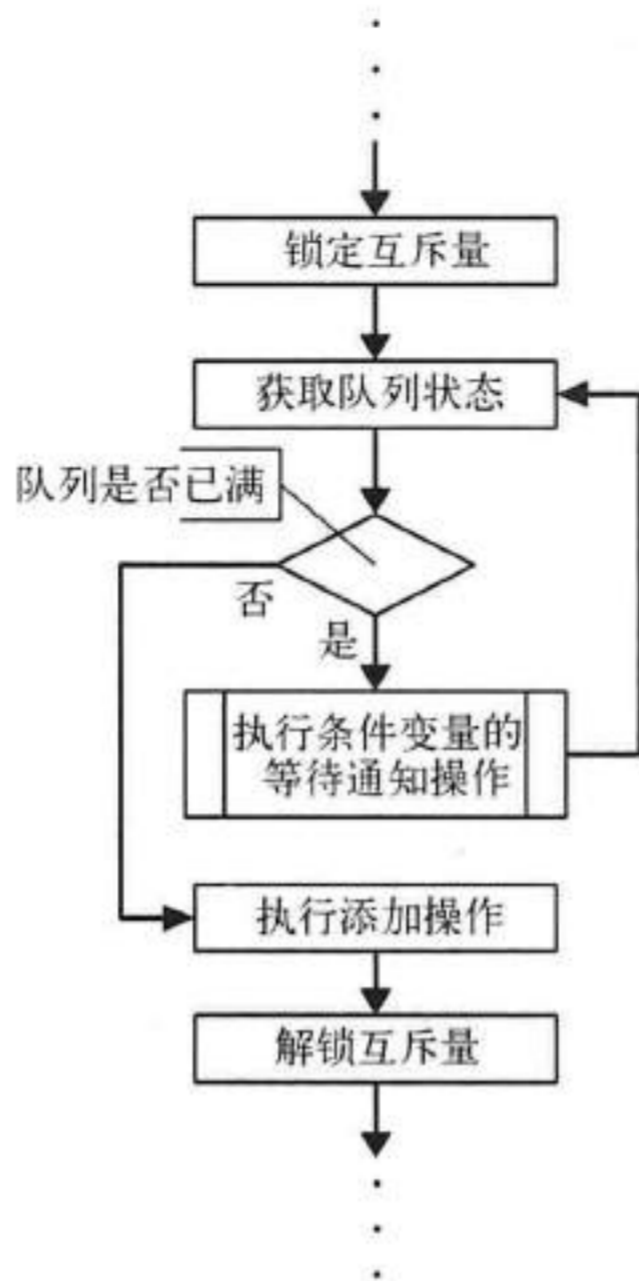 锁定互斥量
获取队列状态
队列是否已满
否
是
执行条件变量的
等待通知操作
执行添加操作
解锁互斥量